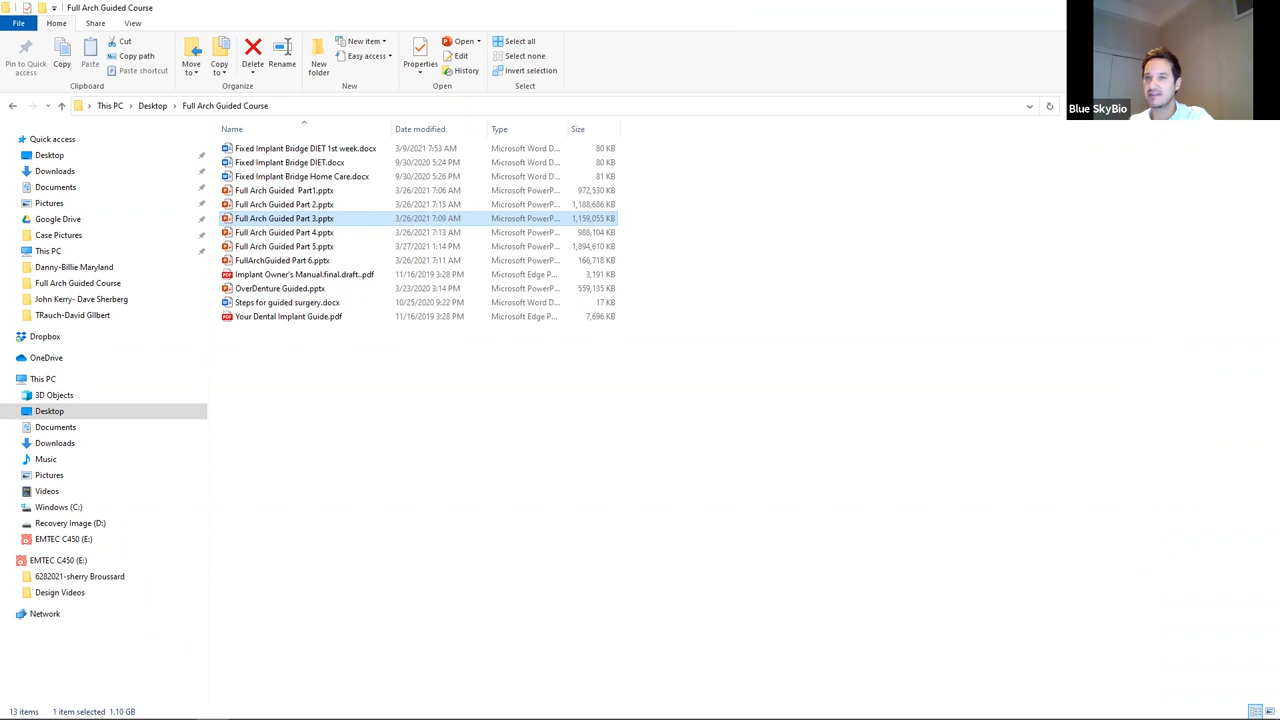 Full Arch Guided Course
File Home Share View
Pin to Quick access
Copy
Paste
Cut
Copy path
Paste shortcut
Clipboard
Move to
Copy to
Delete
Rename
Organize
New folder
New item
Easy access
New
Properties
Open
Edit
History
Open
Select all
Select none
Invert selection
Select
This PC > Desktop > Full Arch Guided Course
Blue SkyBio
Quick access
Desktop
Downloads
Documents
Pictures
Google Drive
Case Pictures
This PC
Danny-Billie Maryland
Full Arch Guided Course
John Kerry- Dave Sherberg
TRauch-David GIlbert
Dropbox
OneDrive
This PC
3D Objects
Desktop
Documents
Downloads
Music
Pictures
Videos
Windows (C:)
Recovery Image (D:)
EMTEC C450 (E:)
EMTEC C450 (E:)
6282021-sherry Broussard
Design Videos
Network
Name Date modified Type Size
Fixed Implant Bridge DIET 1st week.docx 3/9/2021 7:53 AM Microsoft Word D... 80 KB
Fixed Implant Bridge DIET.docx 9/30/2020 5:24 PM Microsoft Word D... 80 KB
Fixed Implant Bridge Home Care.docx 9/30/2020 5:26 PM Microsoft Word D... 81 KB
Full Arch Guided  Part1.pptx 3/26/2021 7:06 AM Microsoft PowerP... 972,530 KB
Full Arch Guided Part 2.pptx 3/26/2021 7:15 AM Microsoft PowerP... 1,188,686 KB
Full Arch Guided Part 3.pptx 3/26/2021 7:09 AM Microsoft PowerP... 1,159,055 KB
Full Arch Guided Part 4.pptx 3/26/2021 7:13 AM Microsoft PowerP... 988,104 KB
Full Arch Guided Part 5.pptx 3/27/2021 1:14 PM Microsoft PowerP... 1,894,610 KB
FullArchGuided Part 6.pptx 3/26/2021 7:11 AM Microsoft PowerP... 166,718 KB
Implant Owner's Manual.final.draft..pdf 11/16/2019 3:28 PM Microsoft Edge P... 3,191 KB
OverDenture Guided.pptx 3/23/2020 3:14 PM Microsoft PowerP... 559,135 KB
Steps for guided surgery.docx 10/25/2020 9:22 PM Microsoft Word D... 17 KB
Your Dental Implant Guide.pdf 11/16/2019 3:28 PM Microsoft Edge P... 7,696 KB
13 items 1 item selected 1.10 GB